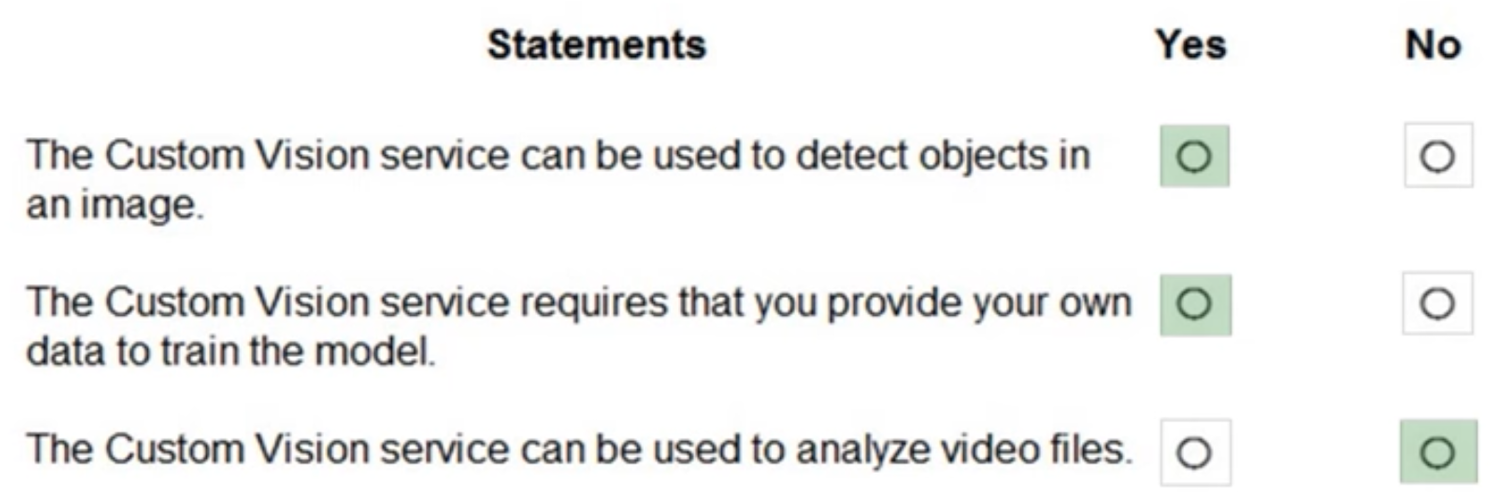 Statements Yes No
The Custom Vision service can be used to detect objects in
an image.
The Custom Vision service requires that you provide your own
data to train the model.
The Custom Vision service can be used to analyze video files.